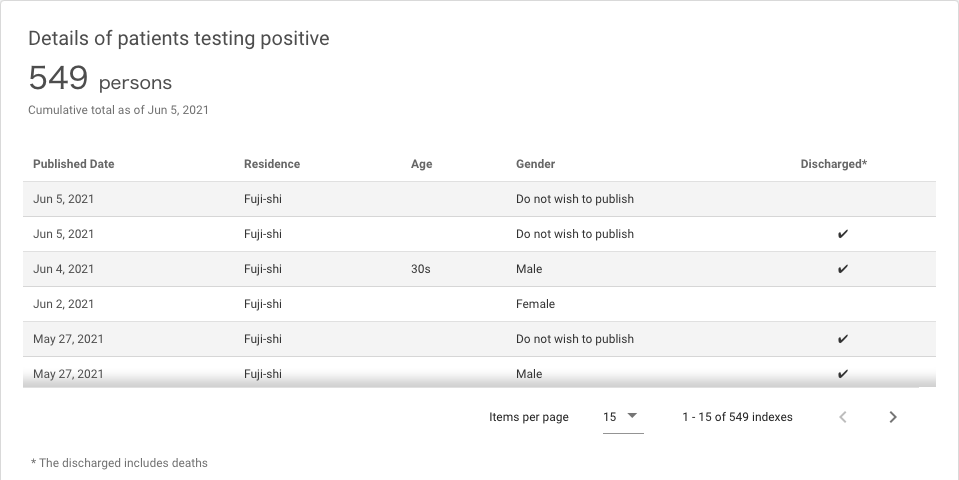 Details of patients testing positive
549 persons
Cumulative total as of Jun 5, 2021
Published Date Residence Age Gender Discharged*
Jun 5, 2021 Fuji-shi Do not wish to publish
Jun 5, 2021 Fuji-shi Do not wish to publish ✔
Jun 4, 2021 Fuji-shi 30s Male ✔
Jun 2, 2021 Fuji-shi Female
May 27, 2021 Fuji-shi Do not wish to publish ✔
May 27, 2021 Fuji-shi Male ✔
Items per page 15 1 - 15 of 549 indexes
* The discharged includes deaths